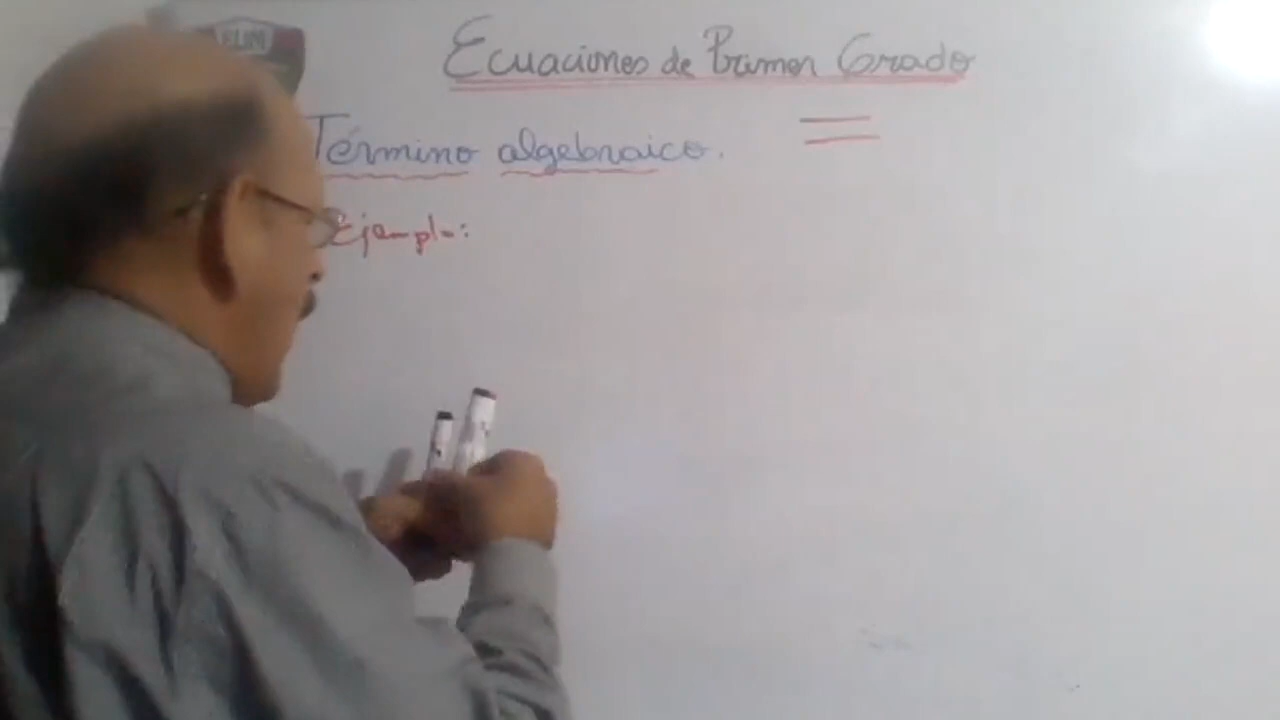 Ecuaciones de Primer Grado
Término algebraico. =
Ejemplo: